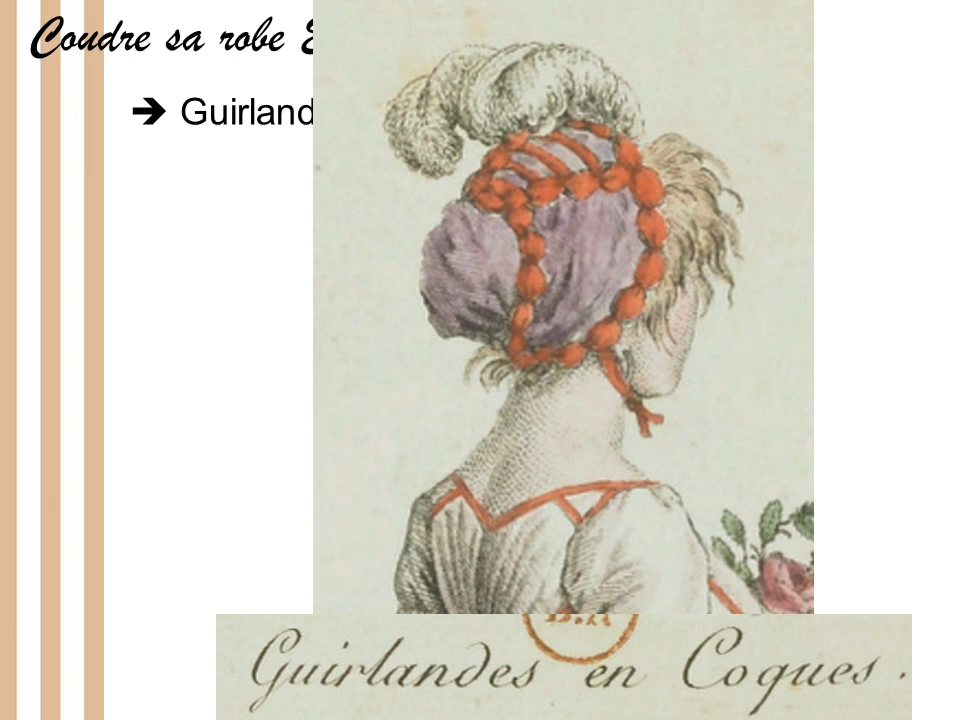 Coudre sa robe
➔ Guirland
Guirlandes en Coques.